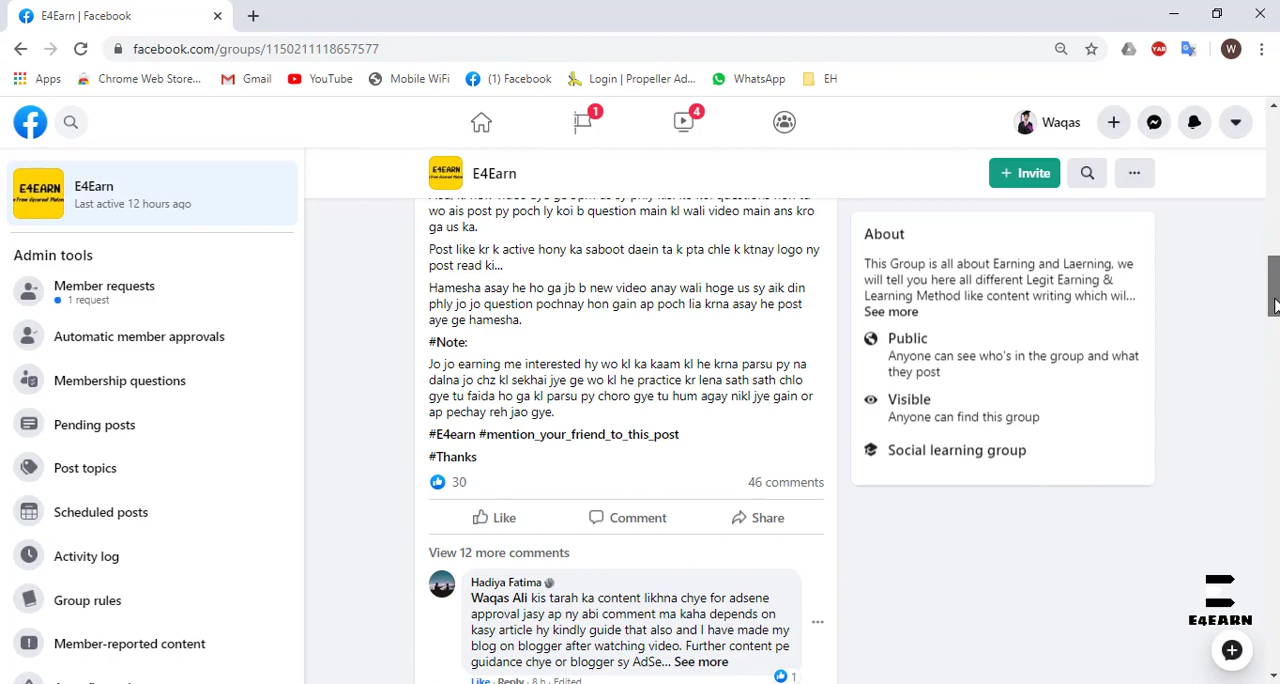 E4Earn | Facebook
facebook.com/groups/1150211118657577
Apps
Chrome Web Store...
Gmail
YouTube
Mobile WiFi
(1) Facebook
Login | Propeller Ad...
WhatsApp
EH
YAB
W
1
4
Waqas
E4EARN
E4Earn
Last active 12 hours ago
Admin tools
Member requests
1 request
Automatic member approvals
Membership questions
Pending posts
Post topics
Scheduled posts
Activity log
Group rules
Member-reported content
E4EARN
E4Earn
+ Invite
wo ais post py poch ly koi b question main kl wali video main ans kro
ga us ka.
Post like kr k active hony ka saboot daein ta k pta chle k ktnay logo ny
post read ki...
Hamesha asay he ho ga jb b new video anay wali hoge us sy aik din
phly jo jo question pochnay hon gain ap poch lia krna asay he post
aye ge hamesha.
#Note:
Jo jo earning me interested hy wo kl ka kaam kl he krna parsu py na
dalna jo chz kl sekhai jye ge wo kl he practice kr lena sath sath chlo
gye tu faida ho ga kl parsu py choro gye tu hum agay nikl jye gain or
ap pechay reh jao gye.
#E4earn #mention_your_friend_to_this_post
#Thanks
30
46 comments
Like
Comment
Share
View 12 more comments
Hadiya Fatima
Waqas Ali kis tarah ka content likhna chye for adsene
approval jasy ap ny abi comment ma kaha depends on
kasy article hy kindly guide that also and I have made my
blog on blogger after watching video. Further content pe
guidance chye or blogger sy AdSe... See more
1
Like · Reply · 8 h · Edited
About
This Group is all about Earning and Laerning, we
will tell you here all different Legit Earning &
Learning Method like content writing which wil...
See more
Public
Anyone can see who's in the group and what
they post
Visible
Anyone can find this group
Social learning group
E4EARN